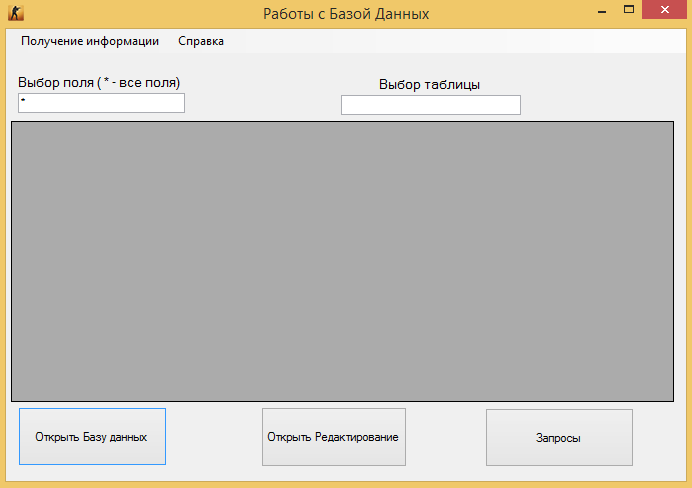 Работы с Базой Данных
Получение информации Справка
Выбор поля ( * - все поля)
Выбор таблицы
*
Открыть Базу данных
Открыть Редактирование
Запросы